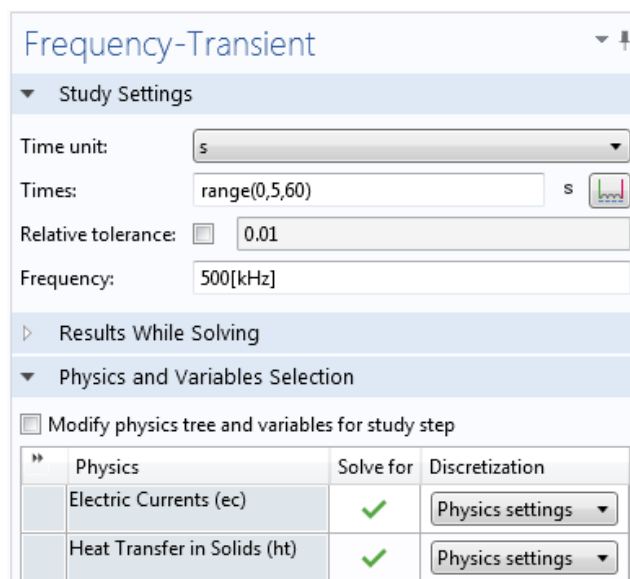 Frequency-Transient
Study Settings
Time unit: s
Times: range(0,5,60) s
Relative tolerance: 0.01
Frequency: 500[kHz]
Results While Solving
Physics and Variables Selection
Modify physics tree and variables for study step
Physics Solve for Discretization
Electric Currents (ec) Physics settings
Heat Transfer in Solids (ht) Physics settings